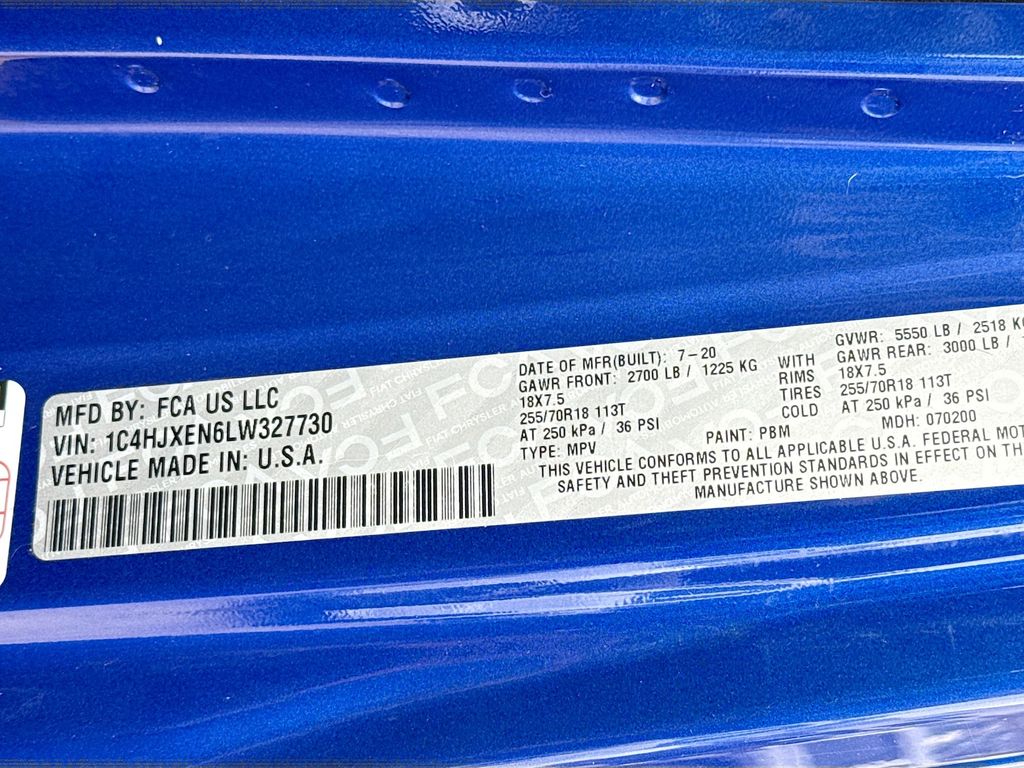 MFD BY: FCA US LLC
VIN: 1C4HJXEN6LW327730
VEHICLE MADE IN: U.S.A.
DATE OF MFR(BUILT): 7-20
GAWR FRONT: 2700 LB / 1225 KG
18X7.5
255/70R18 113T
AT 250 kPa / 36 PSI
TYPE: MPV
WITH
RIMS
TIRES
COLD
GVWR: 5550 LB / 2518 KG
GAWR REAR: 3000 LB /
18X7.5
255/70R18 113T
AT 250 kPa / 36 PSI
PAINT: PBM
MDH: 070200
THIS VEHICLE CONFORMS TO ALL APPLICABLE U.S.A. FEDERAL
SAFETY AND THEFT PREVENTION STANDARDS IN EFFECT ON THE
MANUFACTURE SHOWN ABOVE.